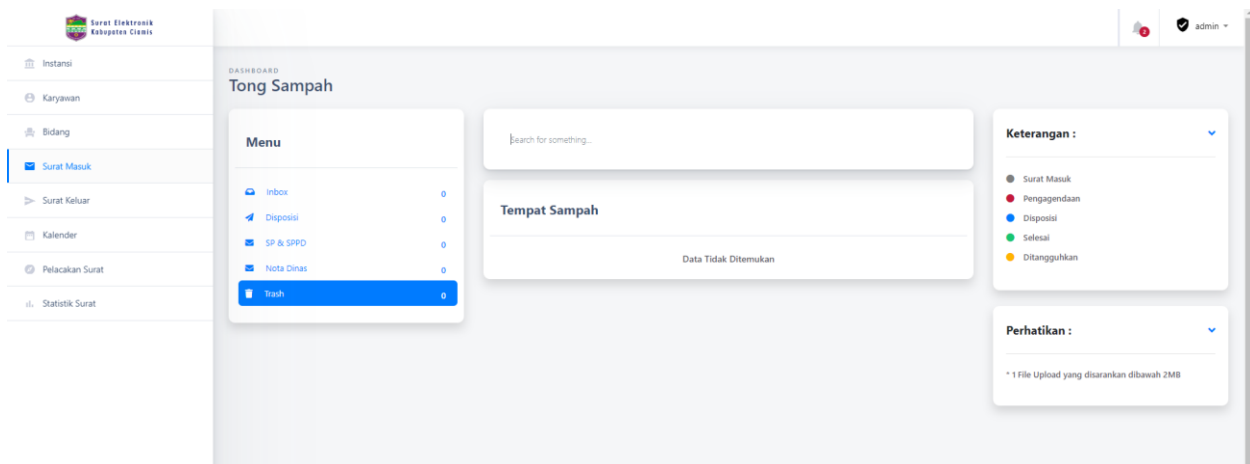 Surat Elektronik
Kabupaten Ciamis
2
admin
Instansi
Karyawan
Bidang
Surat Masuk
Surat Keluar
Kalender
Pelacakan Surat
Statistik Surat
DASHBOARD
Tong Sampah
Menu
Inbox 0
Disposisi 0
SP & SPPD 0
Nota Dinas 0
Trash 0
Search for something...
Tempat Sampah
Data Tidak Ditemukan
Keterangan :
Surat Masuk
Pengagendaan
Disposisi
Selesai
Ditangguhkan
Perhatikan :
* 1 File Upload yang disarankan dibawah 2MB